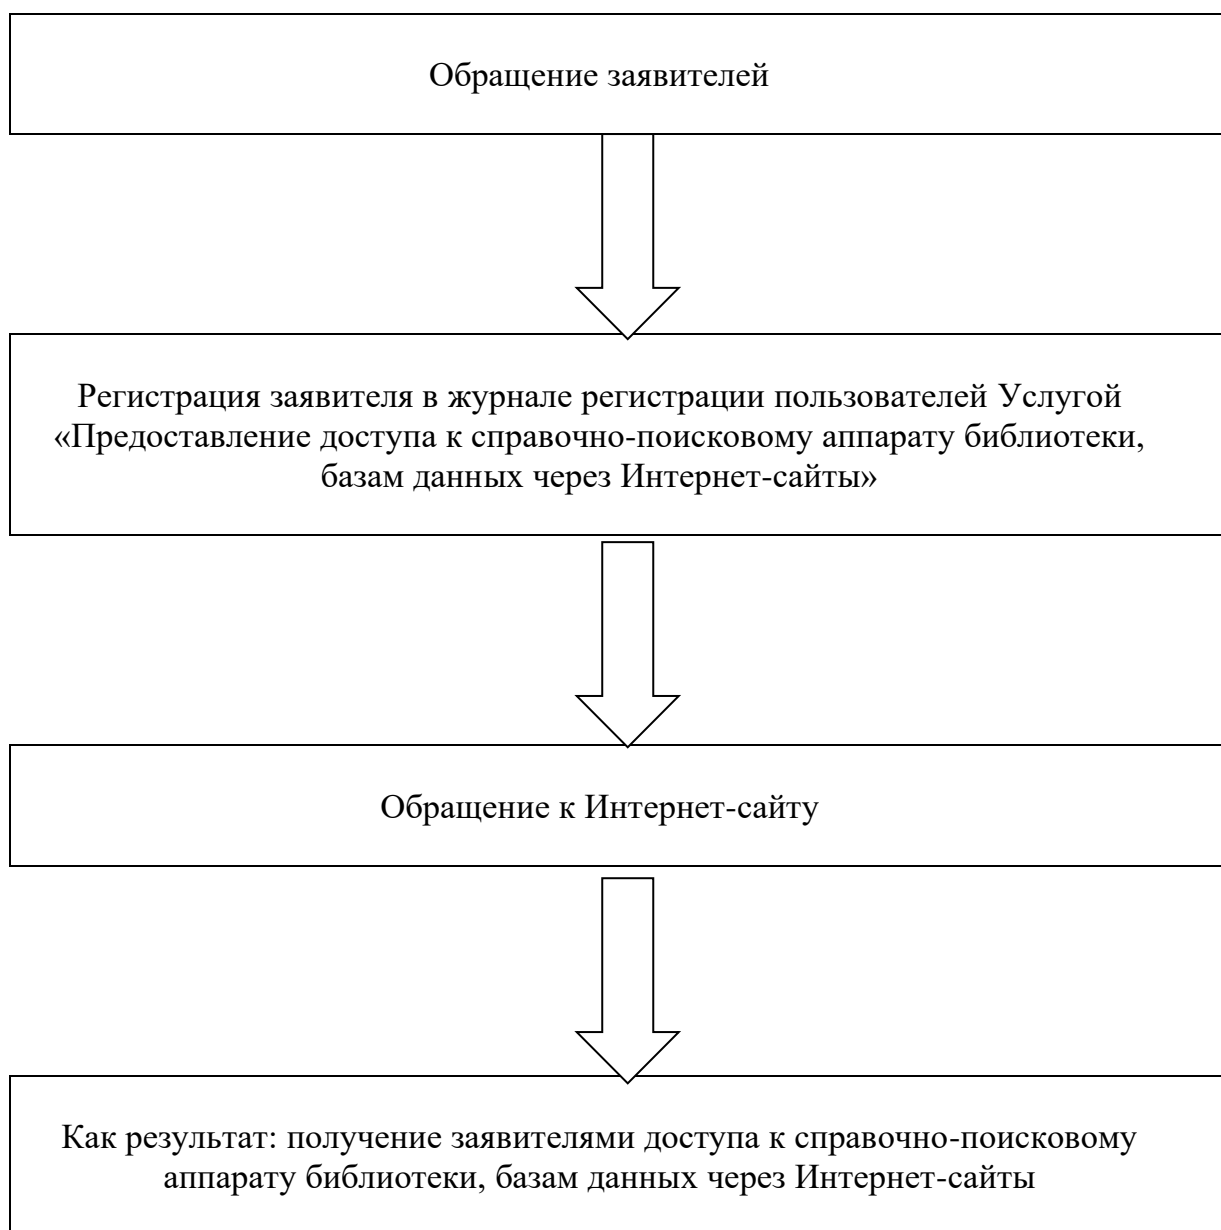 Обращение заявителей
Регистрация заявителя в журнале регистрации пользователей Услугой
«Предоставление доступа к справочно-поисковому аппарату библиотеки,
базам данных через Интернет-сайты»
Обращение к Интернет-сайту
Как результат: получение заявителями доступа к справочно-поисковому
аппарату библиотеки, базам данных через Интернет-сайты